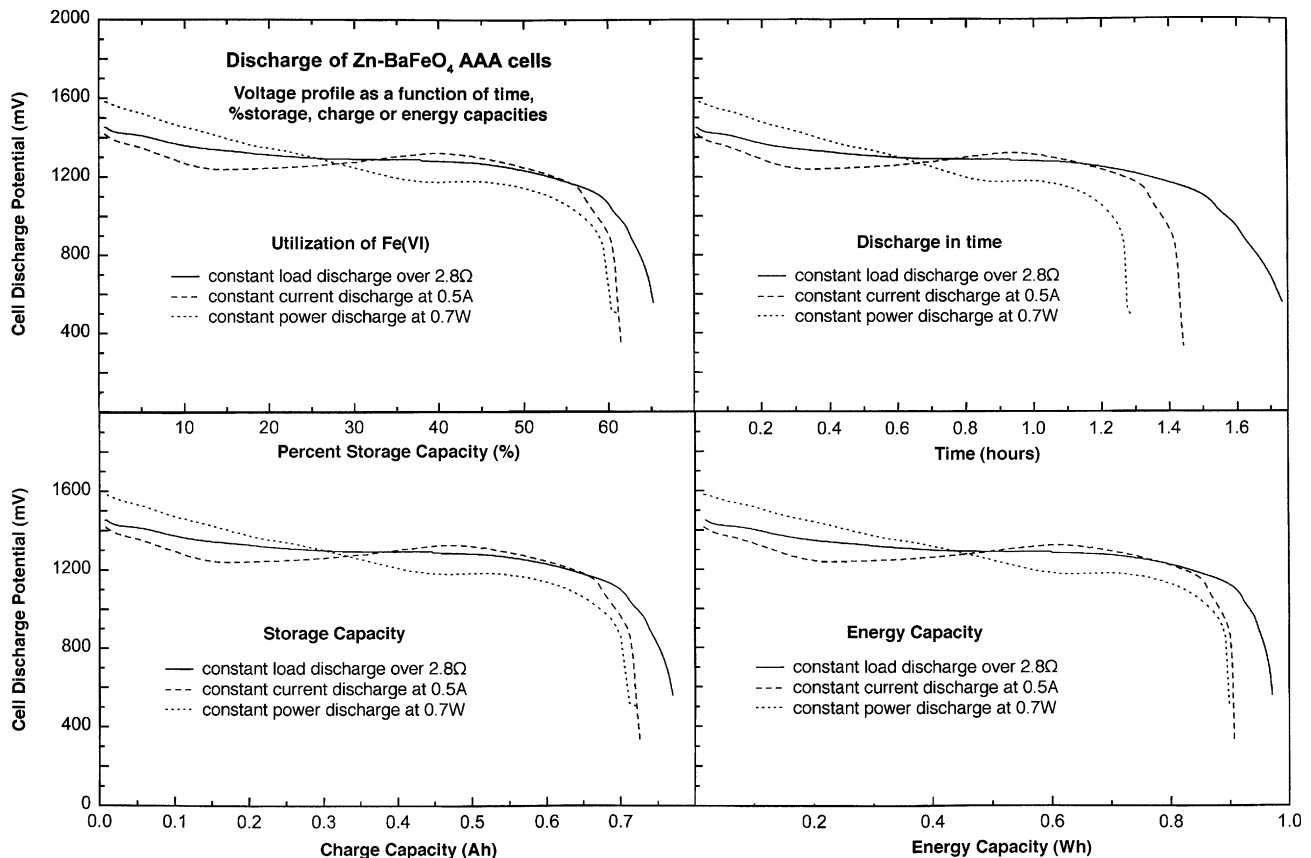 Discharge of Zn-BaFeO4 AAA cells
Voltage profile as a function of time,
%storage, charge or energy capacities
Cell Discharge Potential (mV)
2000
1600
1200
800
400
Utilization of Fe(VI)
constant load discharge over 2.8Ω
constant current discharge at 0.5A
constant power discharge at 0.7W
10 20 30 40 50 60
Percent Storage Capacity (%)
Discharge in time
constant load discharge over 2.8Ω
constant current discharge at 0.5A
constant power discharge at 0.7W
0.2 0.4 0.6 0.8 1.0 1.2 1.4 1.6
Time (hours)
Cell Discharge Potential (mV)
1600
1200
800
400
0
Storage Capacity
constant load discharge over 2.8Ω
constant current discharge at 0.5A
constant power discharge at 0.7W
0.0 0.1 0.2 0.3 0.4 0.5 0.6 0.7
Charge Capacity (Ah)
Energy Capacity
constant load discharge over 2.8Ω
constant current discharge at 0.5A
constant power discharge at 0.7W
0.2 0.4 0.6 0.8 1.0
Energy Capacity (Wh)